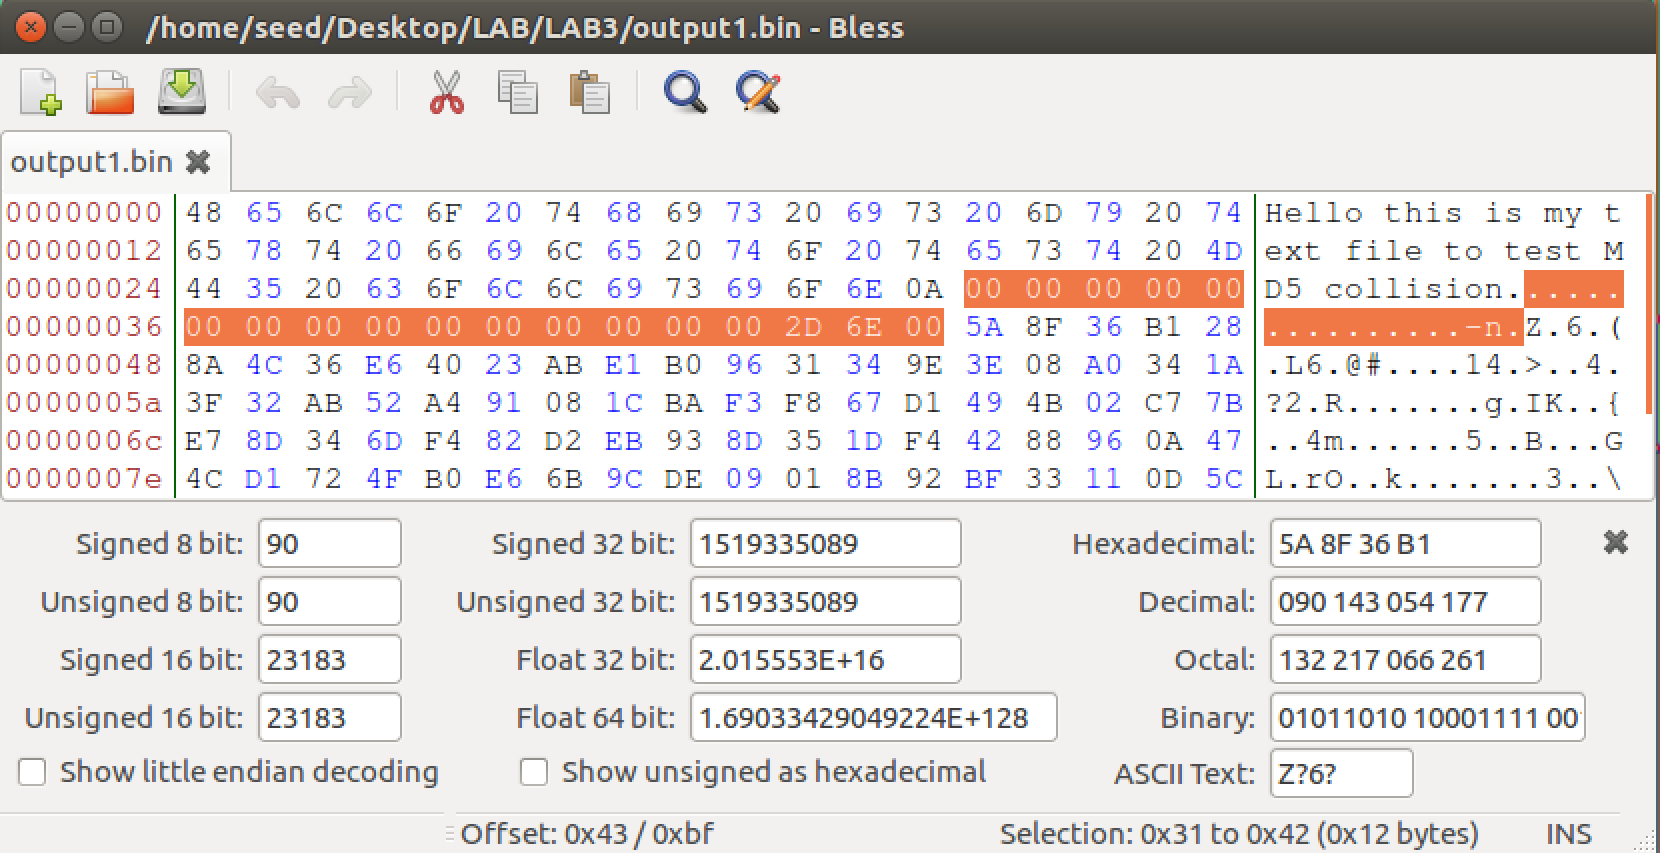 /home/seed/Desktop/LAB/LAB3/output1.bin - Bless
output1.bin
00000000 48 65 6C 6C 6F 20 74 68 69 73 20 69 73 20 6D 79 20 74 Hello this is my t
00000012 65 78 74 20 66 69 6C 65 20 74 6F 20 74 65 73 74 20 4D ext file to test M
00000024 44 35 20 63 6F 6C 6C 69 73 69 6F 6E 0A 00 00 00 00 00 D5 collision......
00000036 00 00 00 00 00 00 00 00 00 00 2D 6E 00 5A 8F 36 B1 28 ..........-n.Z.6.(
00000048 8A 4C 36 E6 40 23 AB E1 B0 96 31 34 9E 3E 08 A0 34 1A .L6.@#....14.>..4.
0000005a 3F 32 AB 52 A4 91 08 1C BA F3 F8 67 D1 49 4B 02 C7 7B ?2.R.......g.IK..{
0000006c E7 8D 34 6D F4 82 D2 EB 93 8D 35 1D F4 42 88 96 0A 47 ..4m......5..B...G
0000007e 4C D1 72 4F B0 E6 6B 9C DE 09 01 8B 92 BF 33 11 0D 5C L.rO..k.......3..\
Signed 8 bit: 90 Signed 32 bit: 1519335089 Hexadecimal: 5A 8F 36 B1
Unsigned 8 bit: 90 Unsigned 32 bit: 1519335089 Decimal: 090 143 054 177
Signed 16 bit: 23183 Float 32 bit: 2.015553E+16 Octal: 132 217 066 261
Unsigned 16 bit: 23183 Float 64 bit: 1.69033429049224E+128 Binary: 01011010 10001111 00
Show little endian decoding Show unsigned as hexadecimal ASCII Text: Z?6?
Offset: 0x43 / 0xbf Selection: 0x31 to 0x42 (0x12 bytes) INS